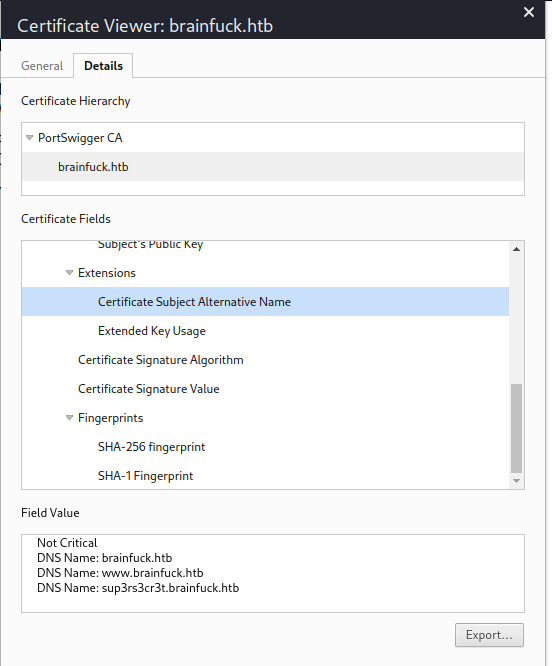 Certificate Viewer: brainfuck.htb
General
Details
Certificate Hierarchy
PortSwigger CA
brainfuck.htb
Certificate Fields
Subject's Public Key
Extensions
Certificate Subject Alternative Name
Extended Key Usage
Certificate Signature Algorithm
Certificate Signature Value
Fingerprints
SHA-256 fingerprint
SHA-1 Fingerprint
Field Value
Not Critical
DNS Name: brainfuck.htb
DNS Name: www.brainfuck.htb
DNS Name: sup3rs3cr3t.brainfuck.htb
Export...